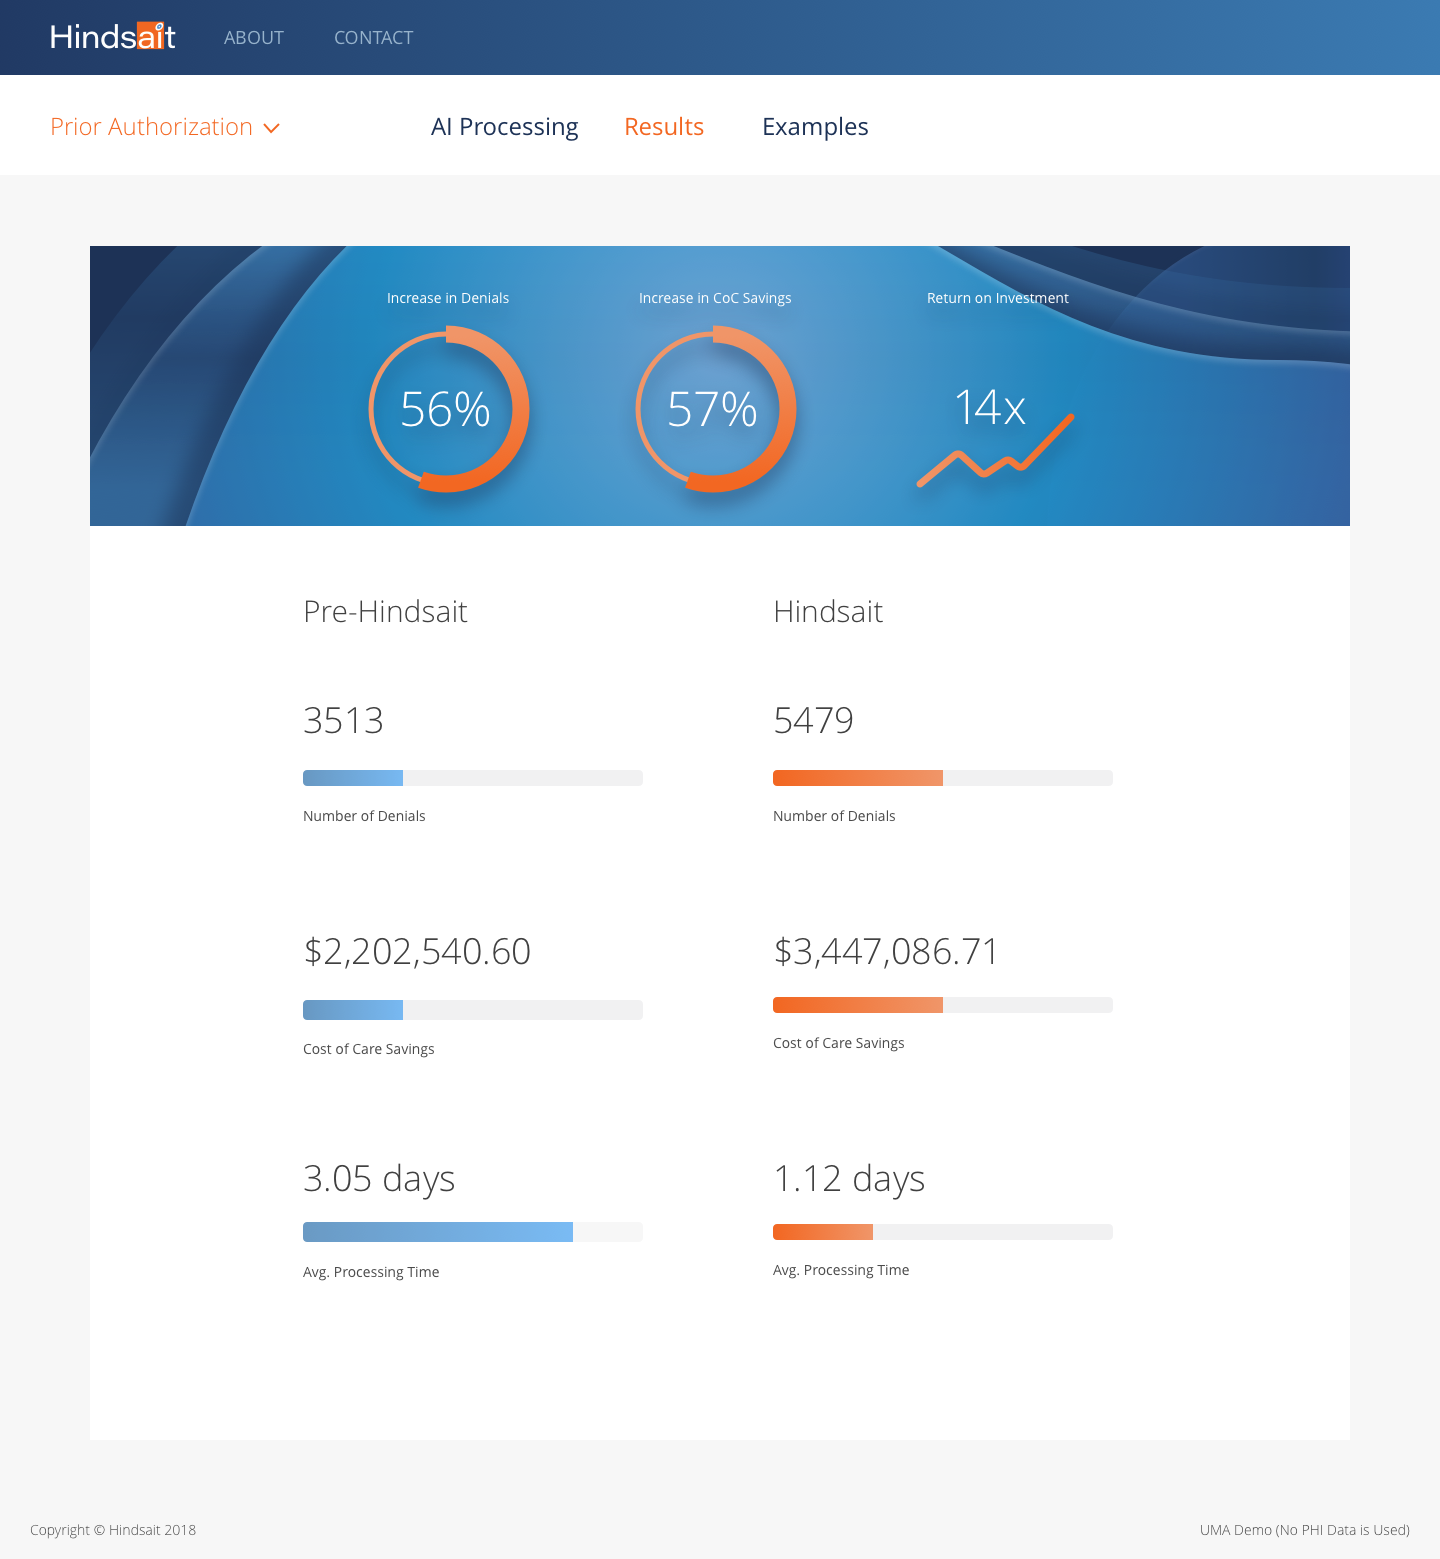 Hindsait ABOUT CONTACT
Prior Authorization AI Processing Results Examples
Increase in Denials Increase in CoC Savings Return on Investment
56% 57% 14x
Pre-Hindsait Hindsait
3513 5479
Number of Denials Number of Denials
$2,202,540.60 $3,447,086.71
Cost of Care Savings Cost of Care Savings
3.05 days 1.12 days
Avg. Processing Time Avg. Processing Time
Copyright © Hindsait 2018 UMA Demo (No PHI Data is Used)